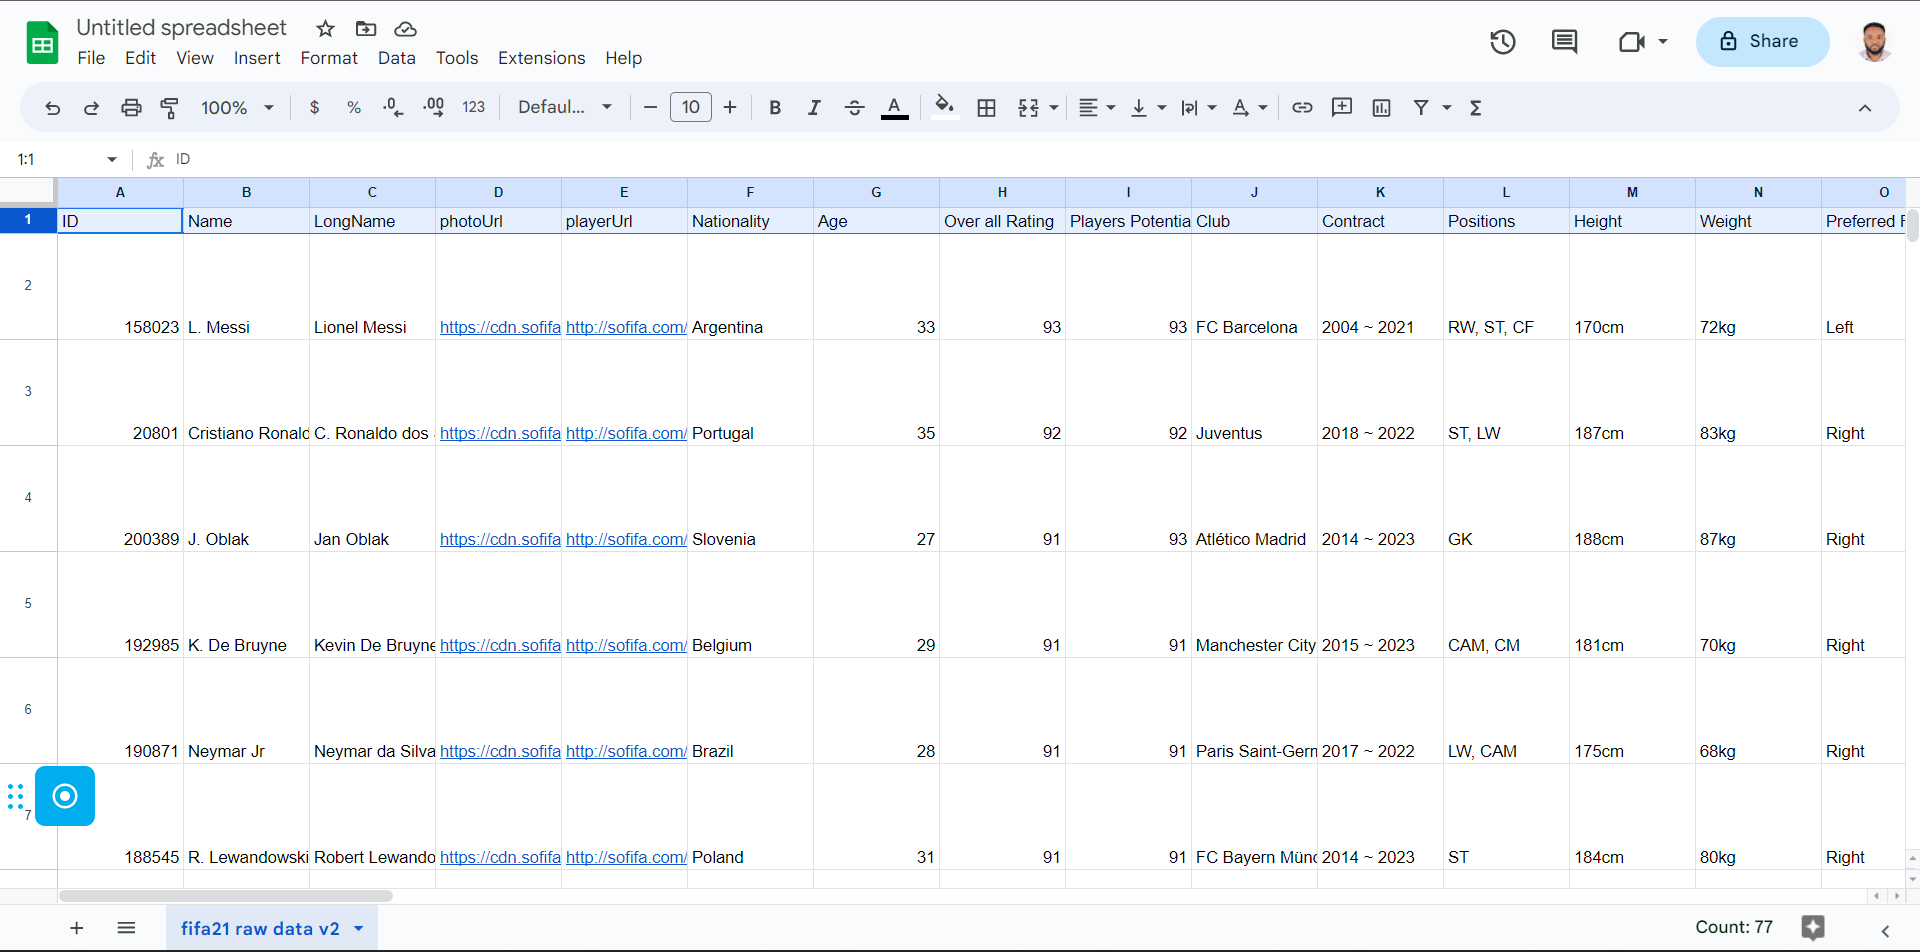 Untitled spreadsheet
File Edit View Insert Format Data Tools Extensions Help
Share
100% $ % .0 .00 123 Defaul... 10 B I S A Σ
1:1 fx ID
A B C D E F G H I J K L M N O
1 ID Name LongName photoUrl playerUrl Nationality Age Over all Rating Players Potentia Club Contract Positions Height Weight Preferred F
2 158023 L. Messi Lionel Messi https://cdn.sofifa http://sofifa.com/ Argentina 33 93 93 FC Barcelona 2004 ~ 2021 RW, ST, CF 170cm 72kg Left
3 20801 Cristiano Ronald C. Ronaldo dos https://cdn.sofifa http://sofifa.com/ Portugal 35 92 92 Juventus 2018 ~ 2022 ST, LW 187cm 83kg Right
4 200389 J. Oblak Jan Oblak https://cdn.sofifa http://sofifa.com/ Slovenia 27 91 93 Atlético Madrid 2014 ~ 2023 GK 188cm 87kg Right
5 192985 K. De Bruyne Kevin De Bruyne https://cdn.sofifa http://sofifa.com/ Belgium 29 91 91 Manchester City 2015 ~ 2023 CAM, CM 181cm 70kg Right
6 190871 Neymar Jr Neymar da Silva https://cdn.sofifa http://sofifa.com/ Brazil 28 91 91 Paris Saint-Germ 2017 ~ 2022 LW, CAM 175cm 68kg Right
7 188545 R. Lewandowski Robert Lewando https://cdn.sofifa http://sofifa.com/ Poland 31 91 91 FC Bayern Münc 2014 ~ 2023 ST 184cm 80kg Right
fifa21 raw data v2
Count: 77